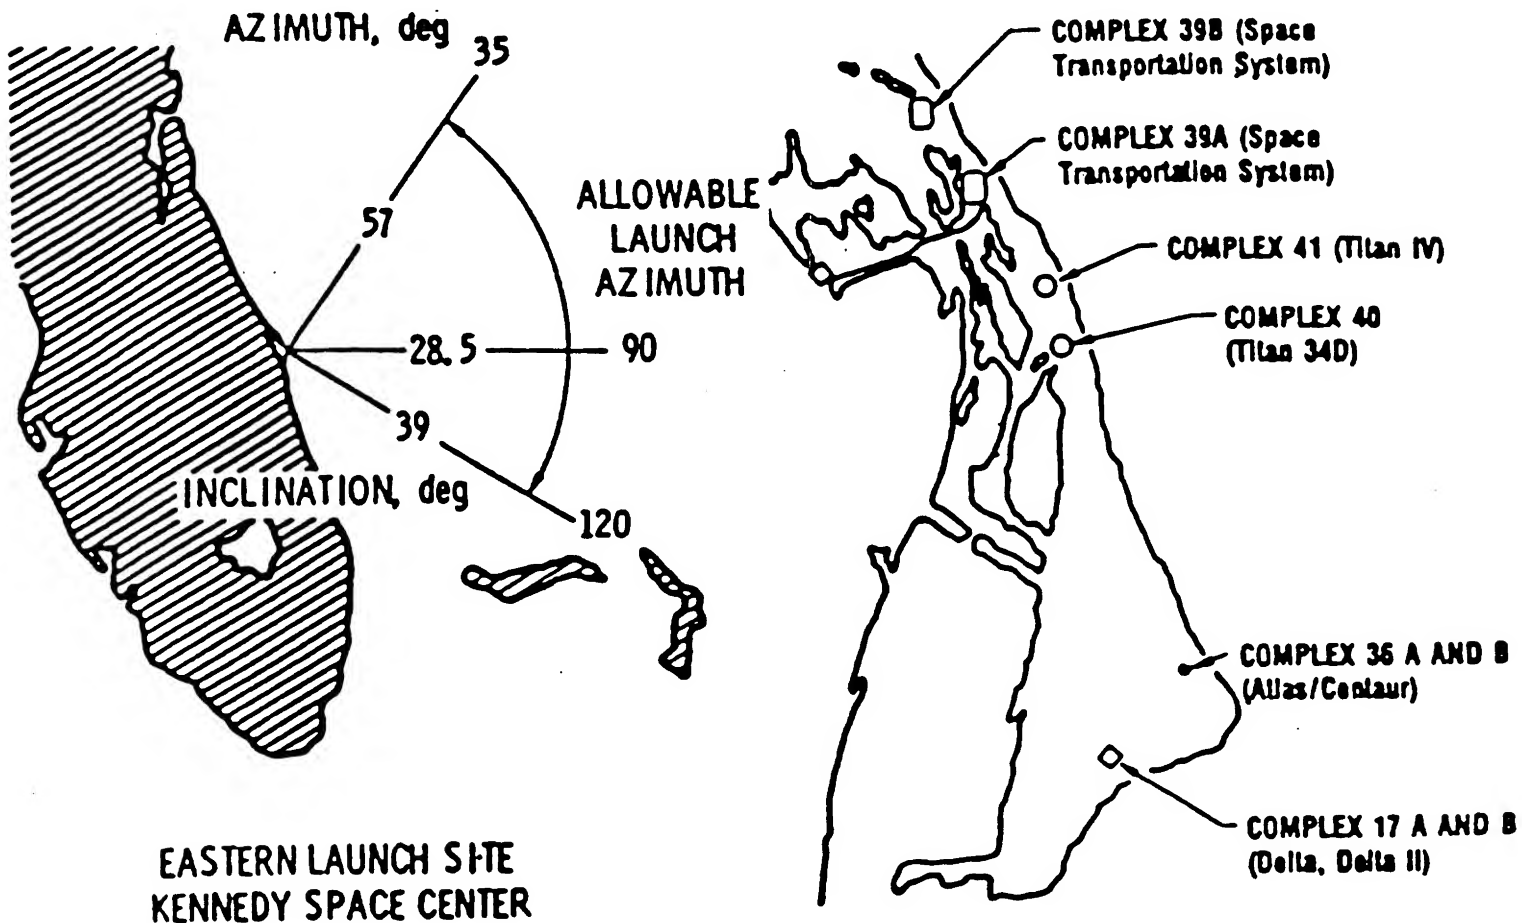 AZIMUTH, deg
35
57
ALLOWABLE
LAUNCH
AZIMUTH
28.5
90
39
INCLINATION, deg
120
EASTERN LAUNCH SITE
KENNEDY SPACE CENTER
COMPLEX 39B (Space
Transportation System)
COMPLEX 39A (Space
Transportation System)
COMPLEX 41 (Titan IV)
COMPLEX 40
(Titan 34D)
COMPLEX 36 A AND B
(Atlas/Centaur)
COMPLEX 17 A AND B
(Delta, Delta II)